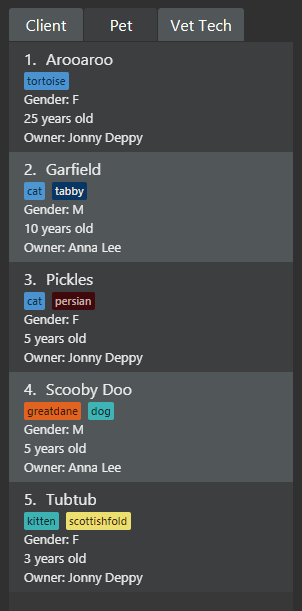 Client Pet Vet Tech
1. Arooaroo
tortoise
Gender: F
25 years old
Owner: Jonny Deppy
2. Garfield
cat tabby
Gender: M
10 years old
Owner: Anna Lee
3. Pickles
cat persian
Gender: F
5 years old
Owner: Jonny Deppy
4. Scooby Doo
greatdane dog
Gender: M
5 years old
Owner: Anna Lee
5. Tubtub
kitten scottishfold
Gender: F
3 years old
Owner: Jonny Deppy